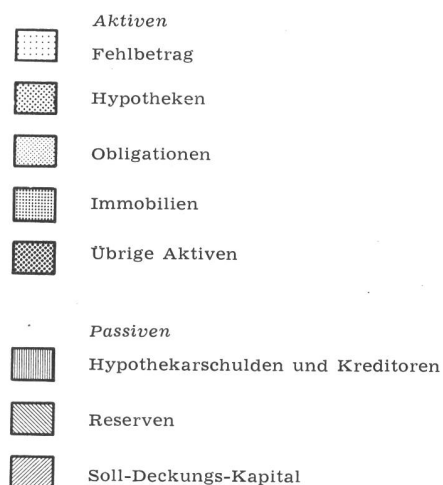 Aktiven
Fehlbetrag
Hypotheken
Obligationen
Immobilien
Übrige Aktiven
Passiven
Hypothekarschulden und Kreditoren
Reserven
Soll-Deckungs-Kapital